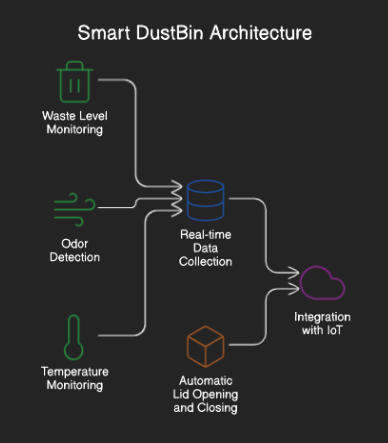 Smart DustBin Architecture
Waste Level
Monitoring
Odor
Detection
Real-time
Data
Collection
Integration
with IoT
Temperature
Monitoring
Automatic
Lid Opening
and Closing